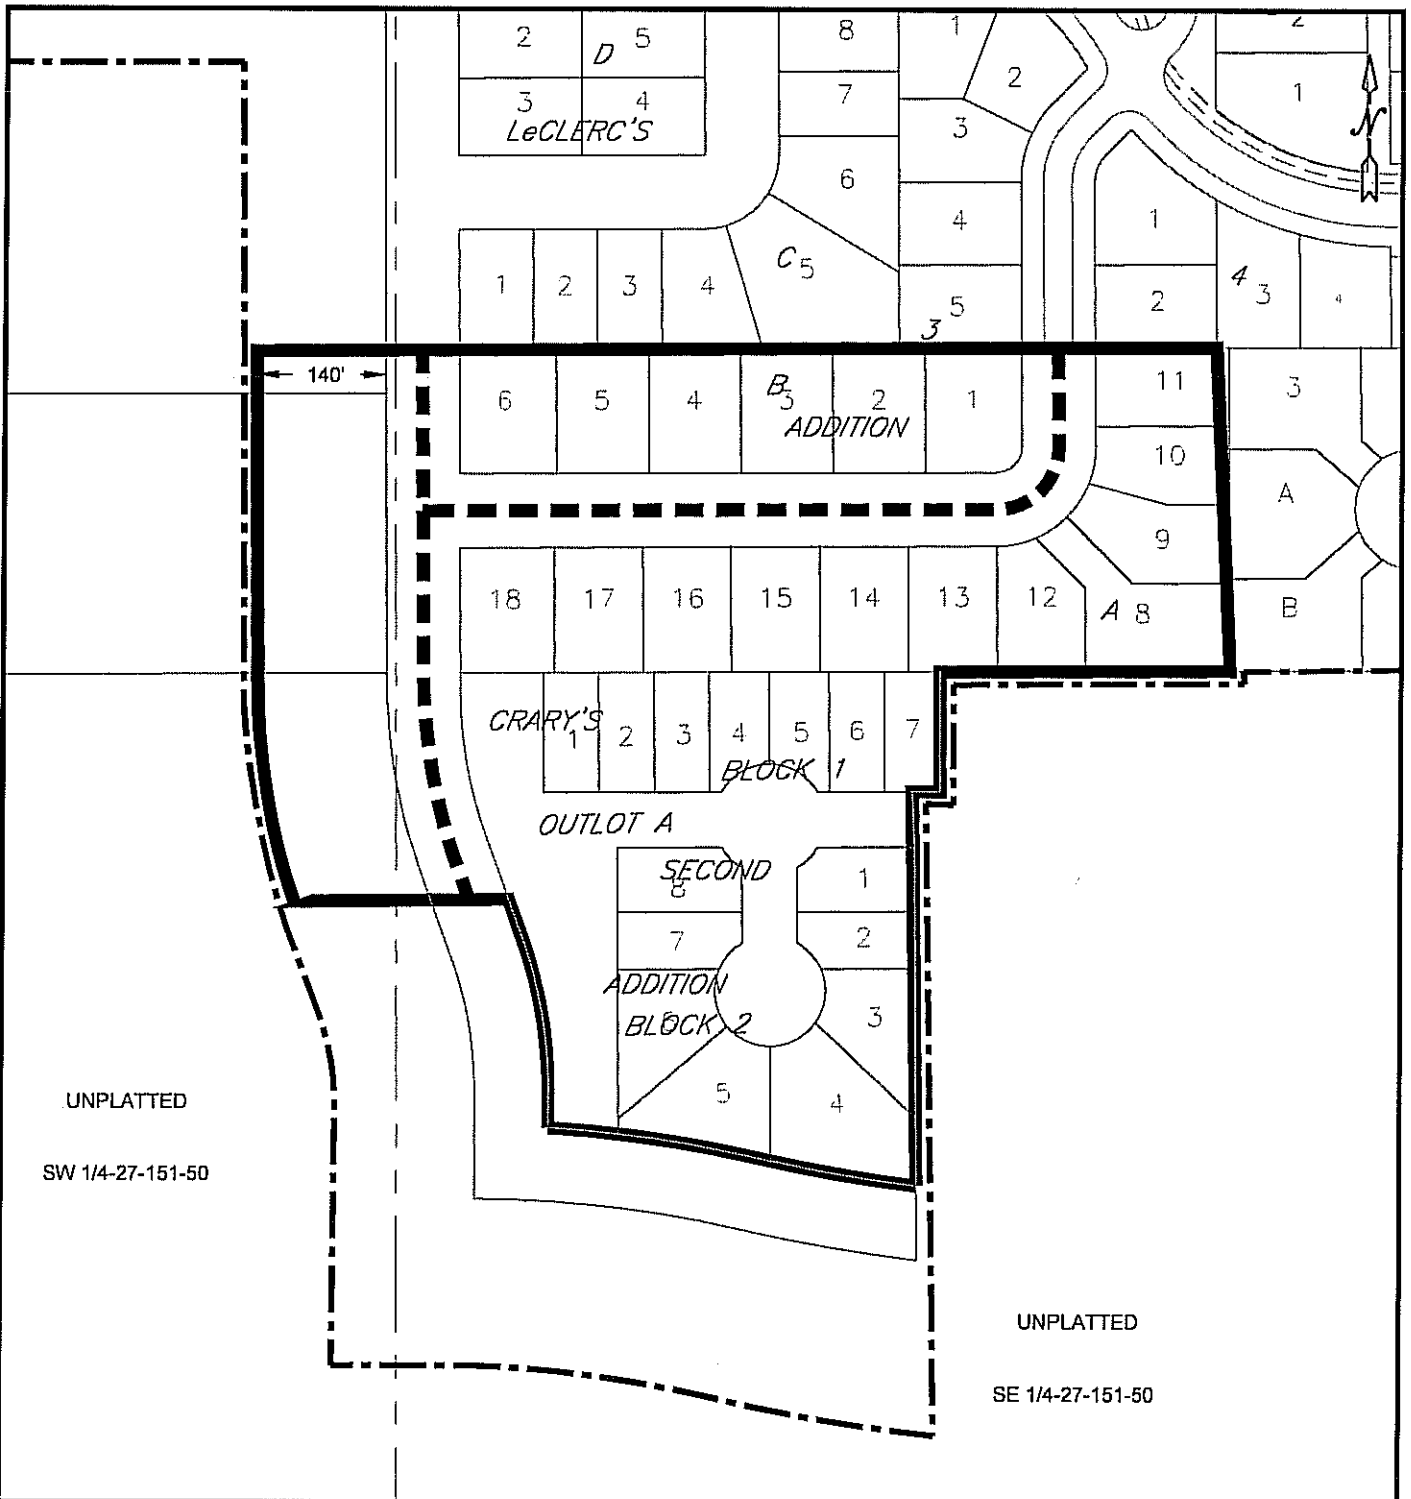 2 D 5 8 1 2 2
3 4 7 3 1 N
LeCLERC'S
6 4 1
1 2 3 4 C 5 5 3 2 4 3 4
140'
6 5 4 B 3 2 1 11 3
ADDITION
10 A
9
18 17 16 15 14 13 12 A 8 B
CRARY'S
1 2 3 4 5 6 7
BLOCK 1
OUTLOT A
SECOND
8 1
7 2
ADDITION
BLOCK 2 3
5 4
UNPLATTED
SW 1/4-27-151-50
UNPLATTED
SE 1/4-27-151-50